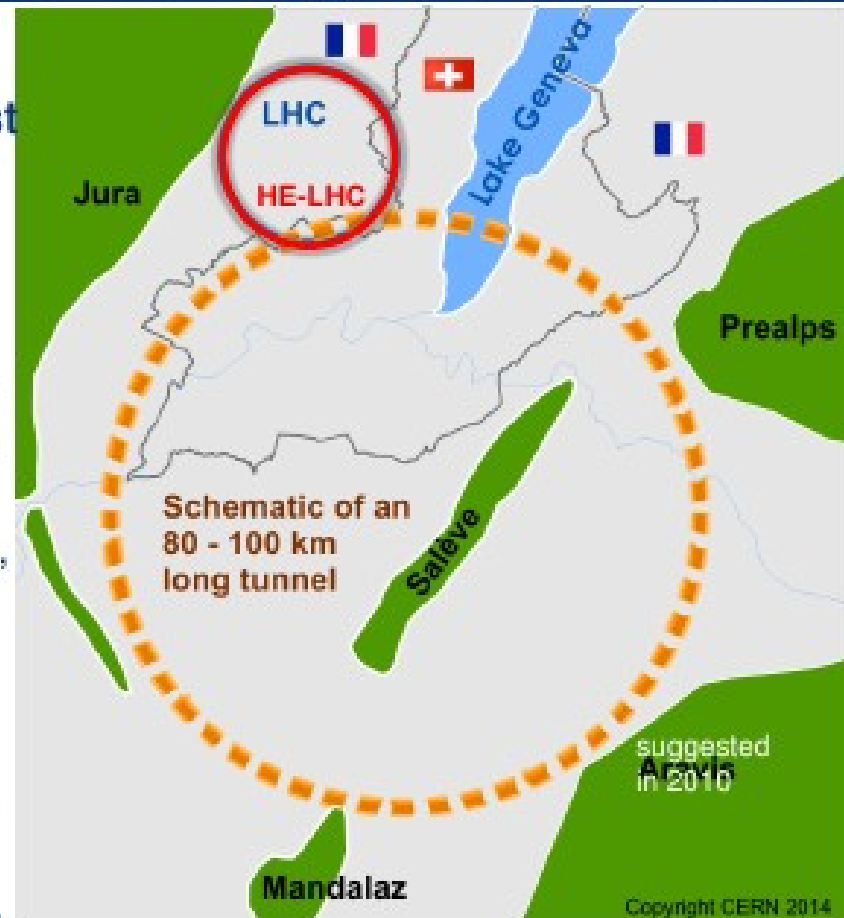 st
LHC
Lake Geneva
Jura
HE-LHC
Prealps
Schematic of an
80 - 100 km
long tunnel
Salève
,
suggested
Aravis
in 2010
Mandalaz
Copyright CERN 2014